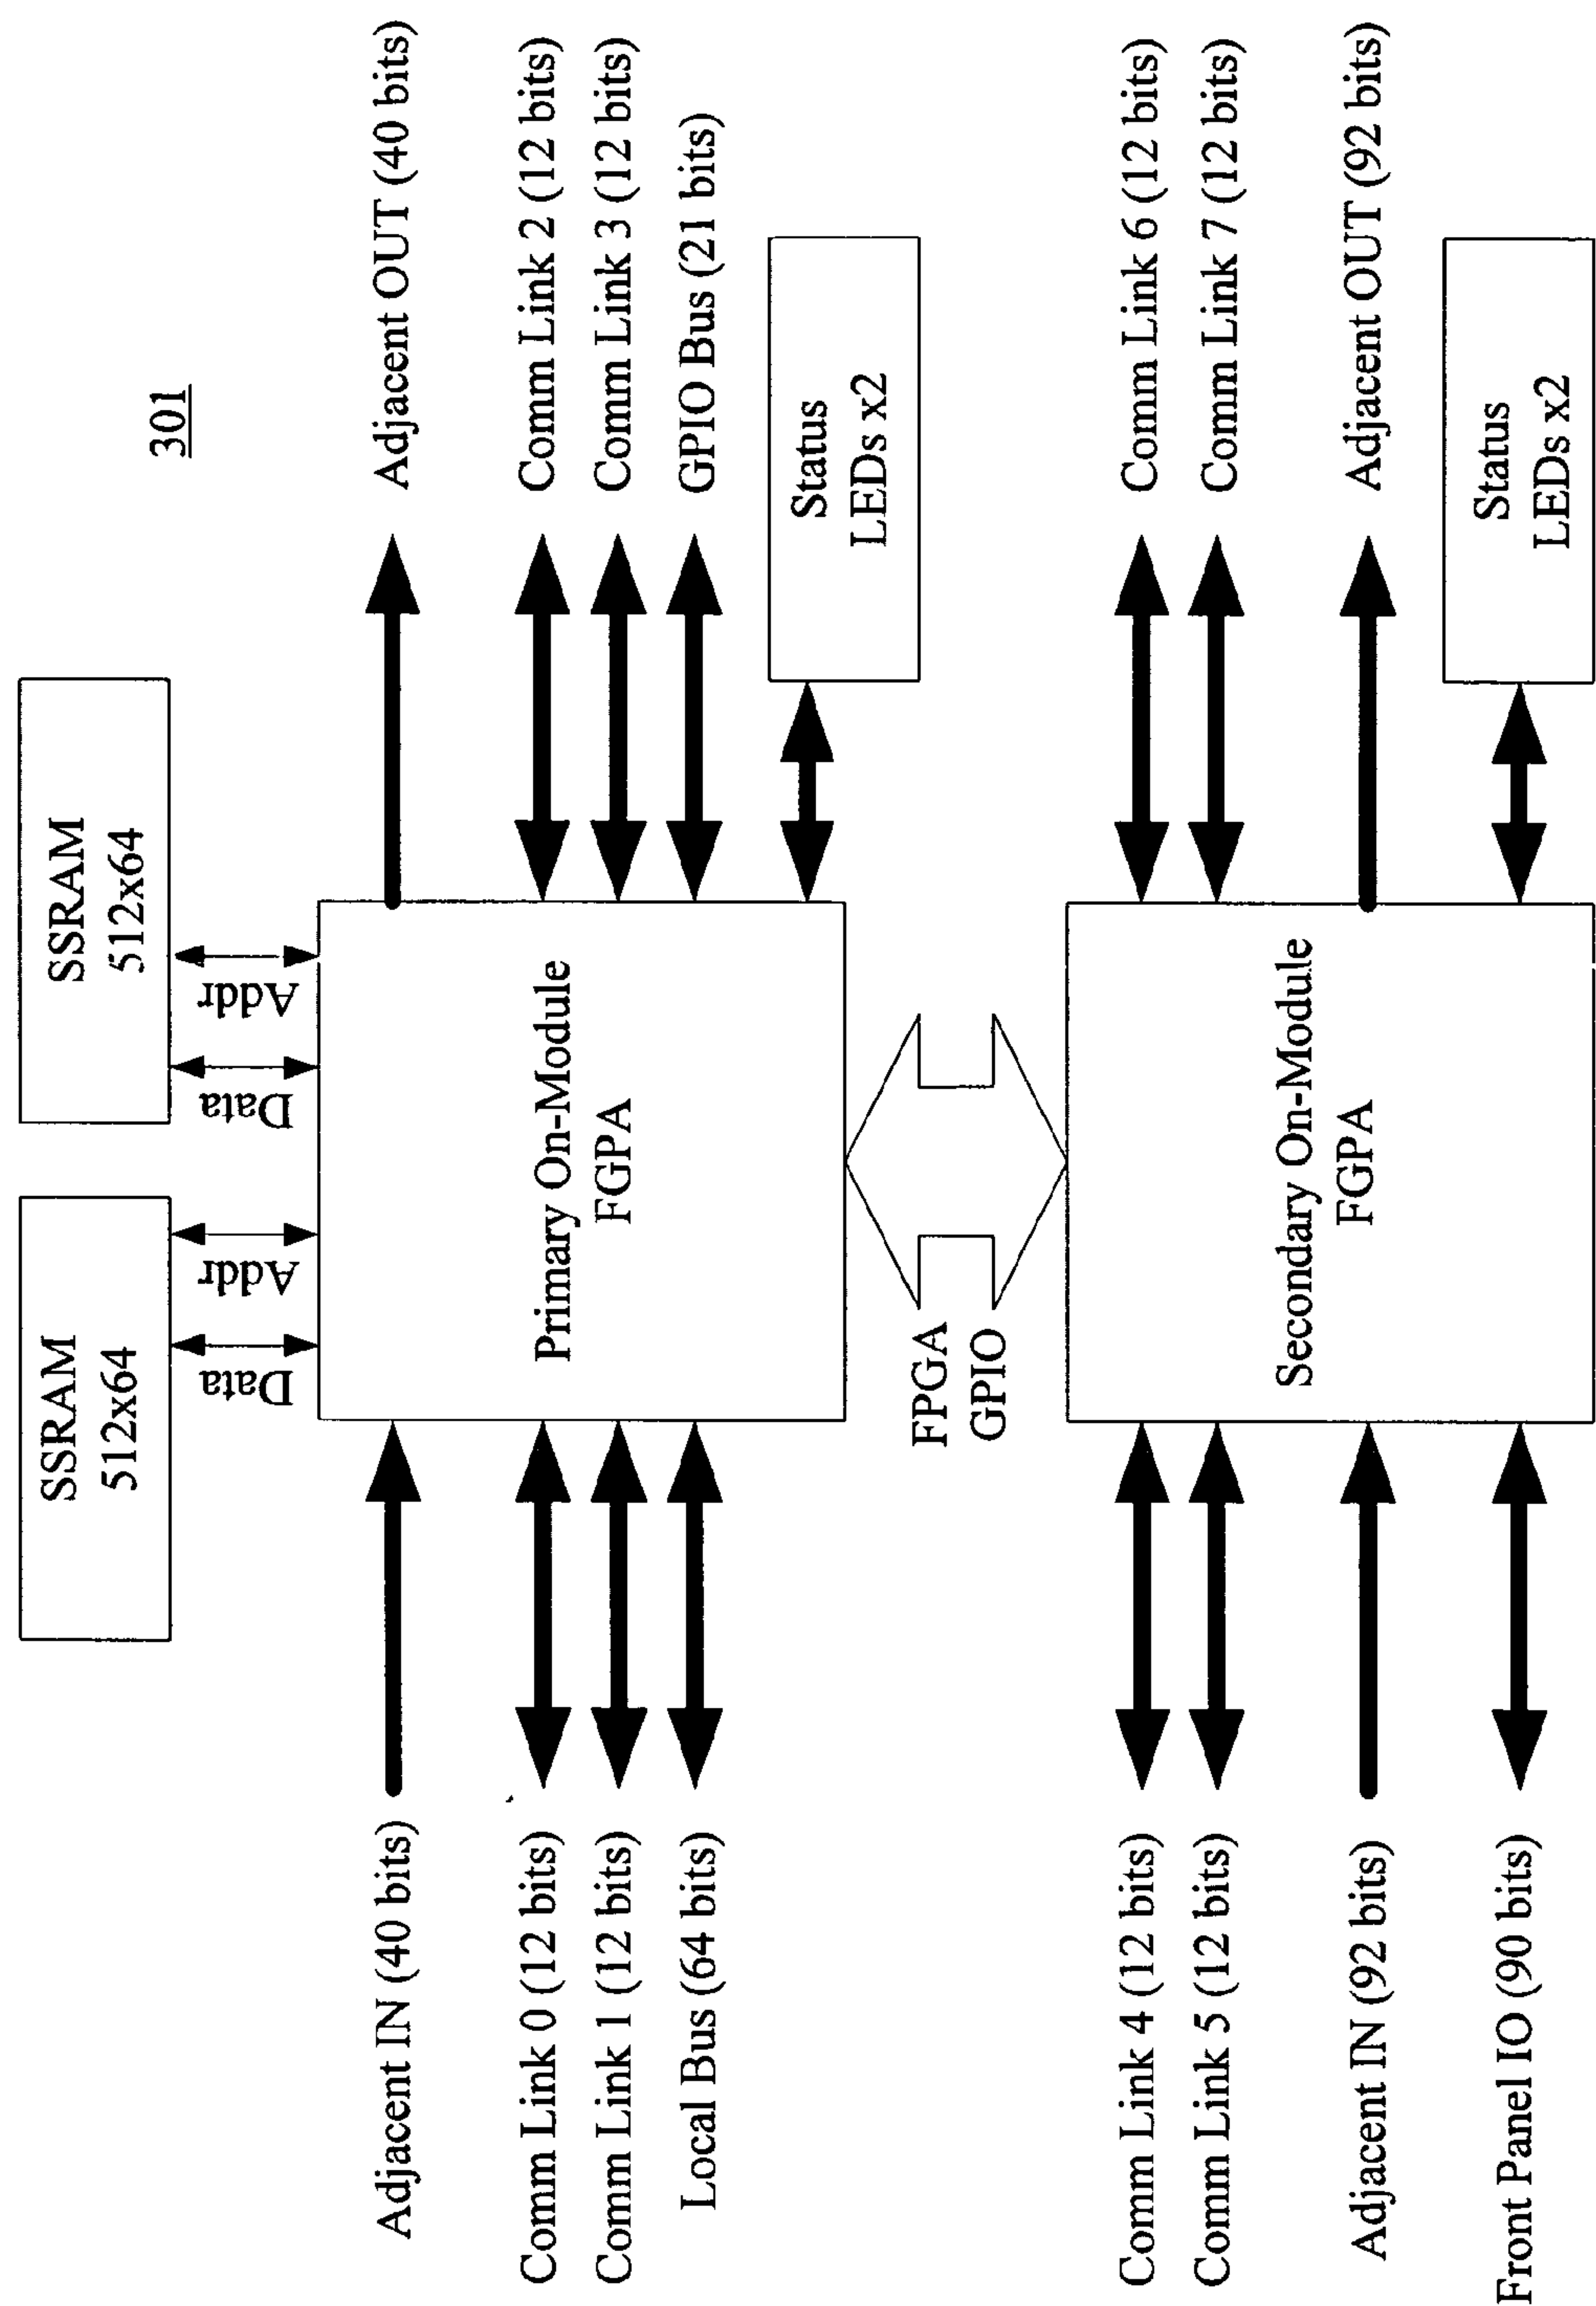 301
SSRAM
512x64
SSRAM
512x64
Data
Addr
Data
Addr
Adjacent IN (40 bits)
Adjacent OUT (40 bits)
Primary On-Module
FGPA
Comm Link 0 (12 bits)
Comm Link 2 (12 bits)
Comm Link 1 (12 bits)
Comm Link 3 (12 bits)
Local Bus (64 bits)
GPIO Bus (21 bits)
Status
LEDs x2
FPGA
GPIO
Comm Link 4 (12 bits)
Comm Link 6 (12 bits)
Comm Link 5 (12 bits)
Comm Link 7 (12 bits)
Secondary On-Module
FGPA
Adjacent IN (92 bits)
Adjacent OUT (92 bits)
Front Panel IO (90 bits)
Status
LEDs x2